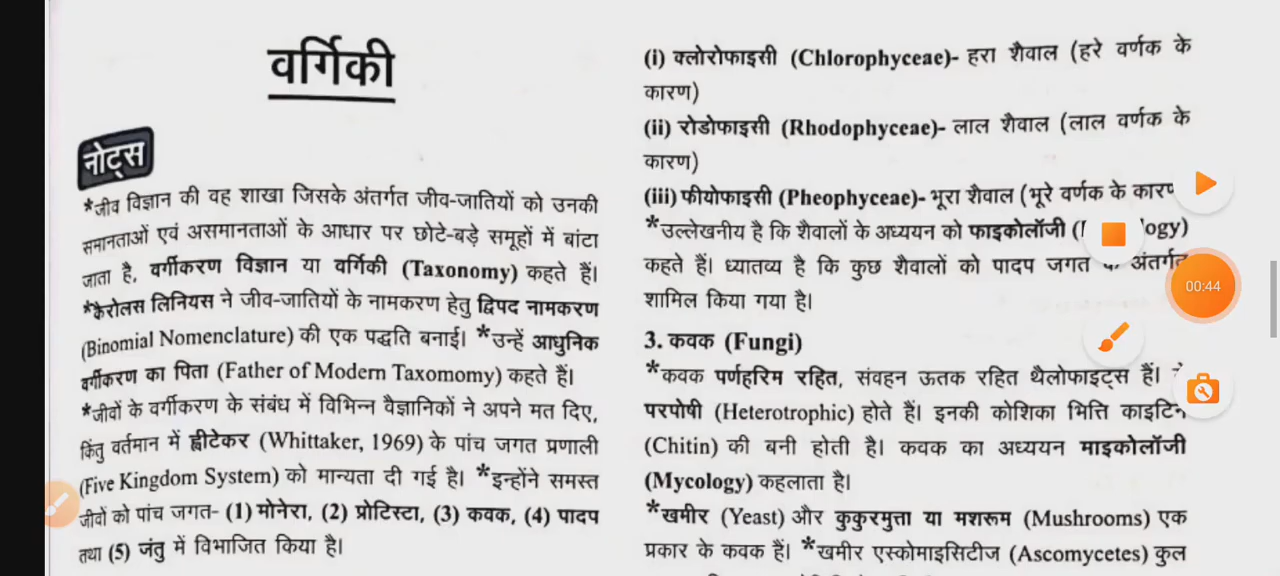 वर्गिकी
नोट्स
*जीव विज्ञान की वह शाखा जिसके अंतर्गत जीव-जातियों को उनकी
समानताओं एवं असमानताओं के आधार पर छोटे-बड़े समूहों में बांटा
जाता है, वर्गीकरण विज्ञान या वर्गिकी (Taxonomy) कहते हैं।
*कैरोलस लिनियस ने जीव-जातियों के नामकरण हेतु द्विपद नामकरण
(Binomial Nomenclature) की एक पद्धति बनाई। *उन्हें आधुनिक
वर्गीकरण का पिता (Father of Modern Taxomomy) कहते हैं।
*जीवों के वर्गीकरण के संबंध में विभिन्न वैज्ञानिकों ने अपने मत दिए,
किंतु वर्तमान में ह्वीटेकर (Whittaker, 1969) के पांच जगत प्रणाली
(Five Kingdom System) को मान्यता दी गई है। *इन्होंने समस्त
जीवों को पांच जगत- (1) मोनेरा, (2) प्रोटिस्टा, (3) कवक, (4) पादप
तथा (5) जंतु में विभाजित किया है।
(i) क्लोरोफाइसी (Chlorophyceae)- हरा शैवाल (हरे वर्णक के
कारण)
(ii) रोडोफाइसी (Rhodophyceae)- लाल शैवाल (लाल वर्णक के
कारण)
(iii) फीयोफाइसी (Pheophyceae)- भूरा शैवाल (भूरे वर्णक के कारण
*उल्लेखनीय है कि शैवालों के अध्ययन को फाइकोलॉजी ( ogy)
कहते हैं। ध्यातव्य है कि कुछ शैवालों को पादप जगत के अंतर्गत
शामिल किया गया है।
3. कवक (Fungi)
*कवक पर्णहरिम रहित, संवहन ऊतक रहित थैलोफाइट्स हैं।
परपोषी (Heterotrophic) होते हैं। इनकी कोशिका भित्ति काइटिन
(Chitin) की बनी होती है। कवक का अध्ययन माइकोलॉजी
(Mycology) कहलाता है।
*खमीर (Yeast) और कुकुरमुत्ता या मशरूम (Mushrooms) एक
प्रकार के कवक हैं। *खमीर एस्कोमाइसिटीज (Ascomycetes) कुल
00:44